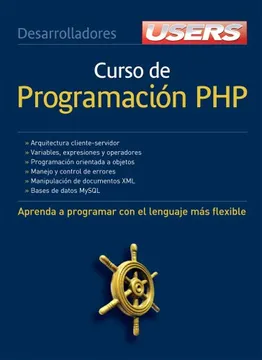 Desarrolladores
USERS
Curso de
Programación PHP
» Arquitectura cliente-servidor
» Variables, expresiones y operadores
» Programación orientada a objetos
» Manejo y control de errores
» Manipulación de documentos XML
» Bases de datos MySQL
Aprenda a programar con el lenguaje más flexible